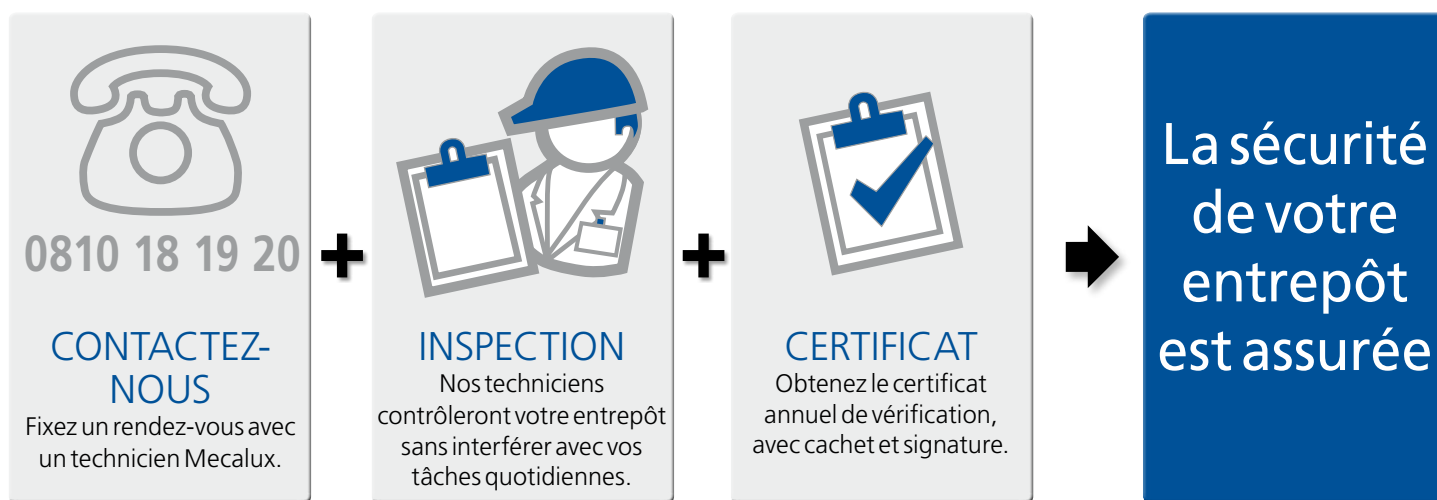 0810 18 19 20
CONTACTEZ-
NOUS
Fixez un rendez-vous avec
un technicien Mecalux.
INSPECTION
Nos techniciens
contrôleront votre entrepôt
sans interférer avec vos
tâches quotidiennes.
CERTIFICAT
Obtenez le certificat
annuel de vérification,
avec cachet et signature.
La sécurité
de votre
entrepôt
est assurée